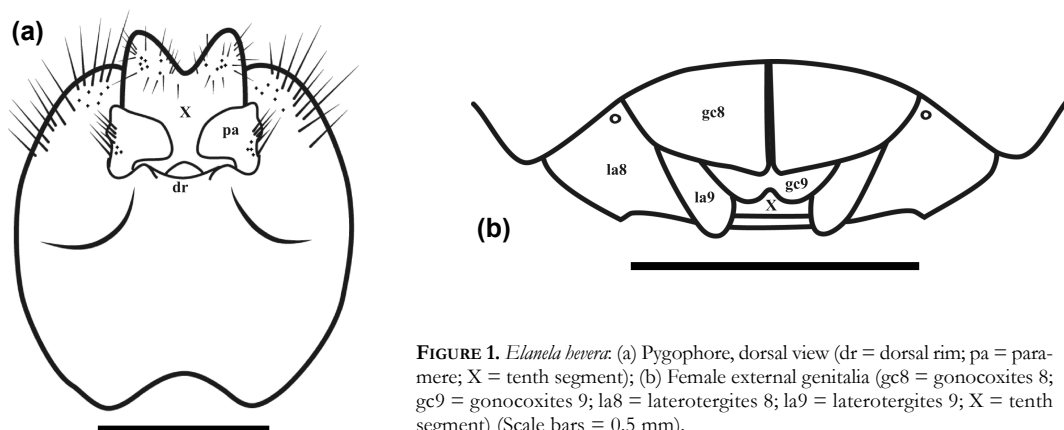 (a)
X
pa
dr
gc8
la8
la9
gc9
X
(b)
FIGURE 1. Elanela hevera: (a) Pygophore, dorsal view (dr = dorsal rim; pa = para-
mere; X = tenth segment); (b) Female external genitalia (gc8 = gonocoxites 8;
gc9 = gonocoxites 9; la8 = laterotergites 8; la9 = laterotergites 9; X = tenth
segment) (Scale bars = 0.5 mm).